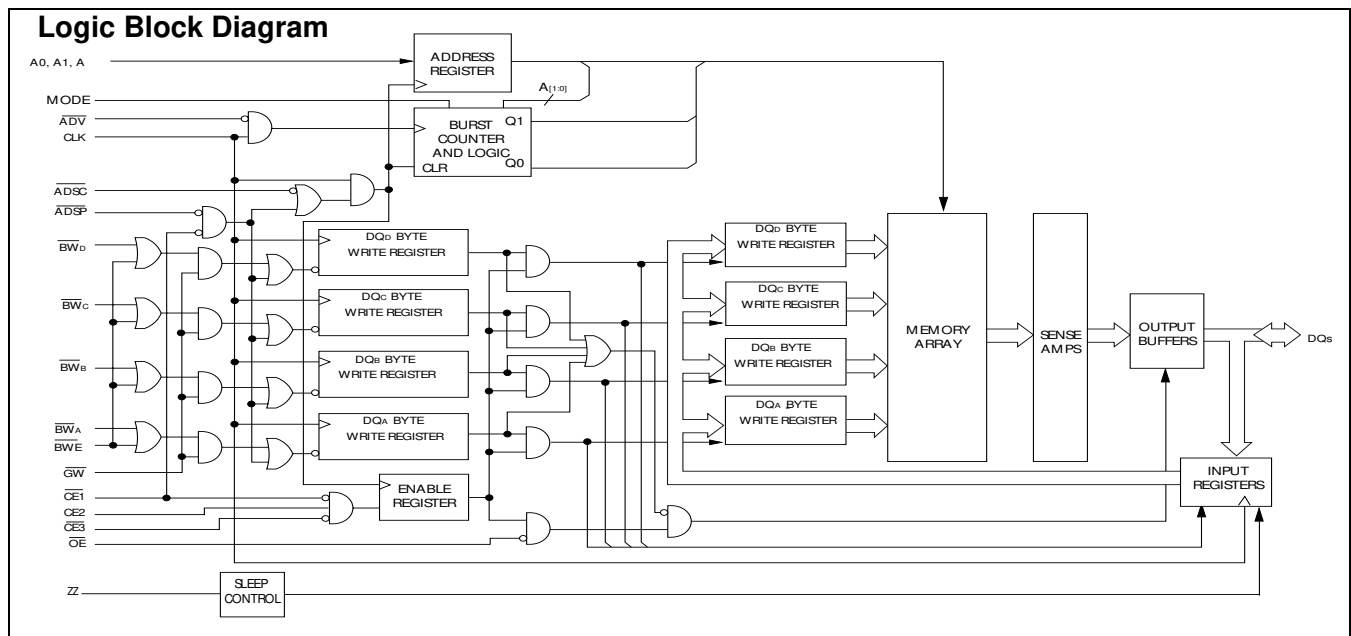 Logic Block Diagram
A0, A1, A
ADDRESS
REGISTER
MODE
A[1:0]
ADV
CLK
BURST
COUNTER
AND LOGIC
CLR
Q1
Q0
ADSC
ADSP
BWD
DQD BYTE
WRITE REGISTER
DQD BYTE
WRITE REGISTER
BWC
DQC BYTE
WRITE REGISTER
DQC BYTE
WRITE REGISTER
BWB
DQB BYTE
WRITE REGISTER
DQB BYTE
WRITE REGISTER
BWA
BWE
DQA BYTE
WRITE REGISTER
DQA BYTE
WRITE REGISTER
MEMORY
ARRAY
SENSE
AMPS
OUTPUT
BUFFERS
DQs
GW
CE1
CE2
CE3
OE
ENABLE
REGISTER
INPUT
REGISTERS
ZZ
SLEEP
CONTROL